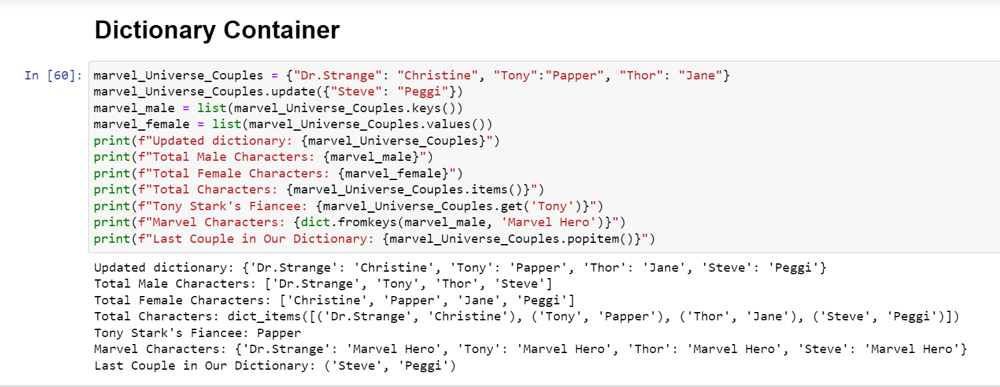 Dictionary Container
In [60]: marvel_Universe_Couples = {"Dr.Strange": "Christine", "Tony":"Papper", "Thor": "Jane"}
marvel_Universe_Couples.update({"Steve": "Peggi"})
marvel_male = list(marvel_Universe_Couples.keys())
marvel_female = list(marvel_Universe_Couples.values())
print(f"Updated dictionary: {marvel_Universe_Couples}")
print(f"Total Male Characters: {marvel_male}")
print(f"Total Female Characters: {marvel_female}")
print(f"Total Characters: {marvel_Universe_Couples.items()}")
print(f"Tony Stark's Fiancee: {marvel_Universe_Couples.get('Tony')}")
print(f"Marvel Characters: {dict.fromkeys(marvel_male, 'Marvel Hero')}")
print(f"Last Couple in Our Dictionary: {marvel_Universe_Couples.popitem()}")
Updated dictionary: {'Dr.Strange': 'Christine', 'Tony': 'Papper', 'Thor': 'Jane', 'Steve': 'Peggi'}
Total Male Characters: ['Dr.Strange', 'Tony', 'Thor', 'Steve']
Total Female Characters: ['Christine', 'Papper', 'Jane', 'Peggi']
Total Characters: dict_items([('Dr.Strange', 'Christine'), ('Tony', 'Papper'), ('Thor', 'Jane'), ('Steve', 'Peggi')])
Tony Stark's Fiancee: Papper
Marvel Characters: {'Dr.Strange': 'Marvel Hero', 'Tony': 'Marvel Hero', 'Thor': 'Marvel Hero', 'Steve': 'Marvel Hero'}
Last Couple in Our Dictionary: ('Steve', 'Peggi')